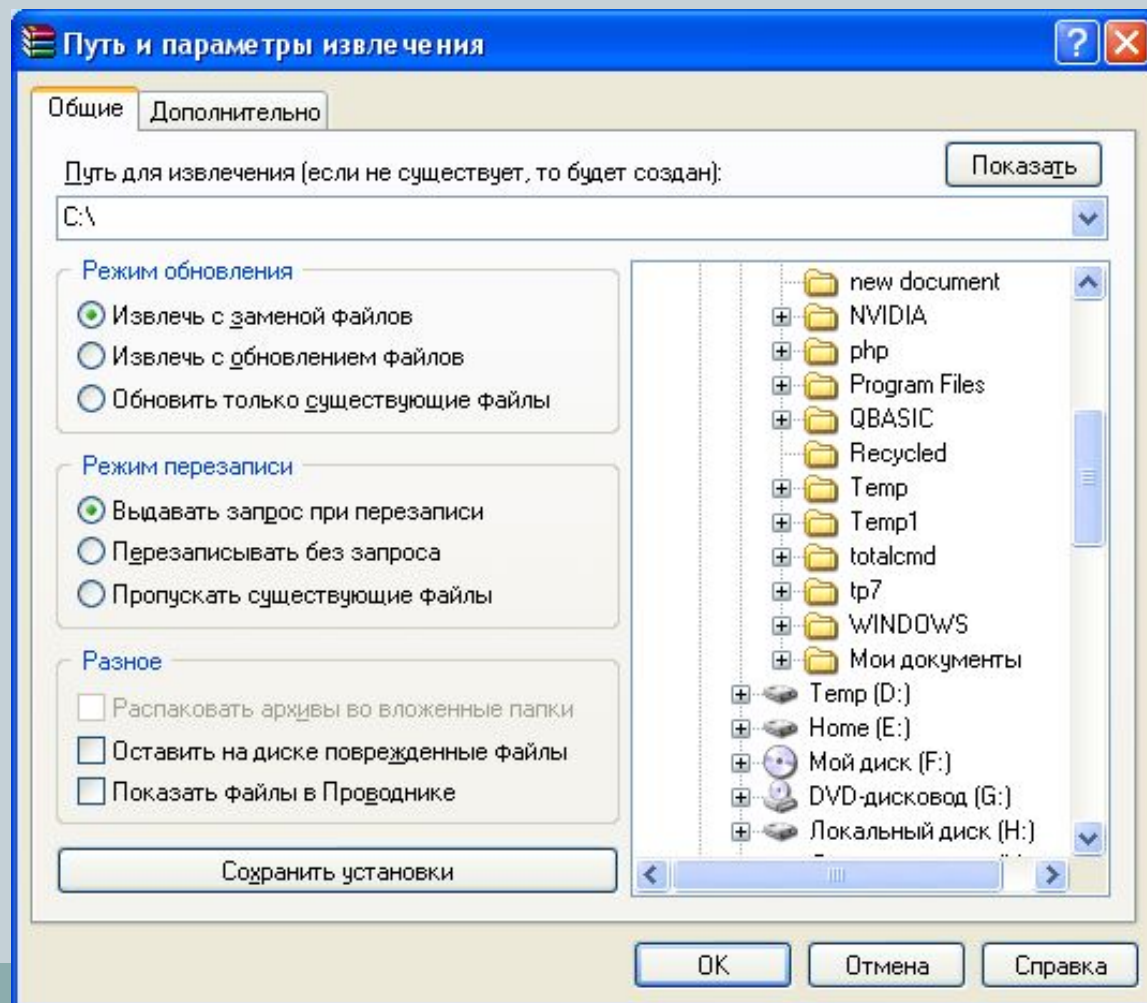 Путь и параметры извлечения
Общие
Дополнительно
Путь для извлечения (если не существует, то будет создан):
Показать
C:\
Режим обновления
Извлечь с заменой файлов
Извлечь с обновлением файлов
Обновить только существующие файлы
Режим перезаписи
Выдавать запрос при перезаписи
Перезаписывать без запроса
Пропускать существующие файлы
Разное
Распаковать архивы во вложенные папки
Оставить на диске поврежденные файлы
Показать файлы в Проводнике
Сохранить установки
new document
NVIDIA
php
Program Files
QBASIC
Recycled
Temp
Temp1
totalcmd
tp7
WINDOWS
Мои документы
Temp (D:)
Home (E:)
Мой диск (F:)
DVD-дисковод (G:)
Локальный диск (H:)
OK
Отмена
Справка